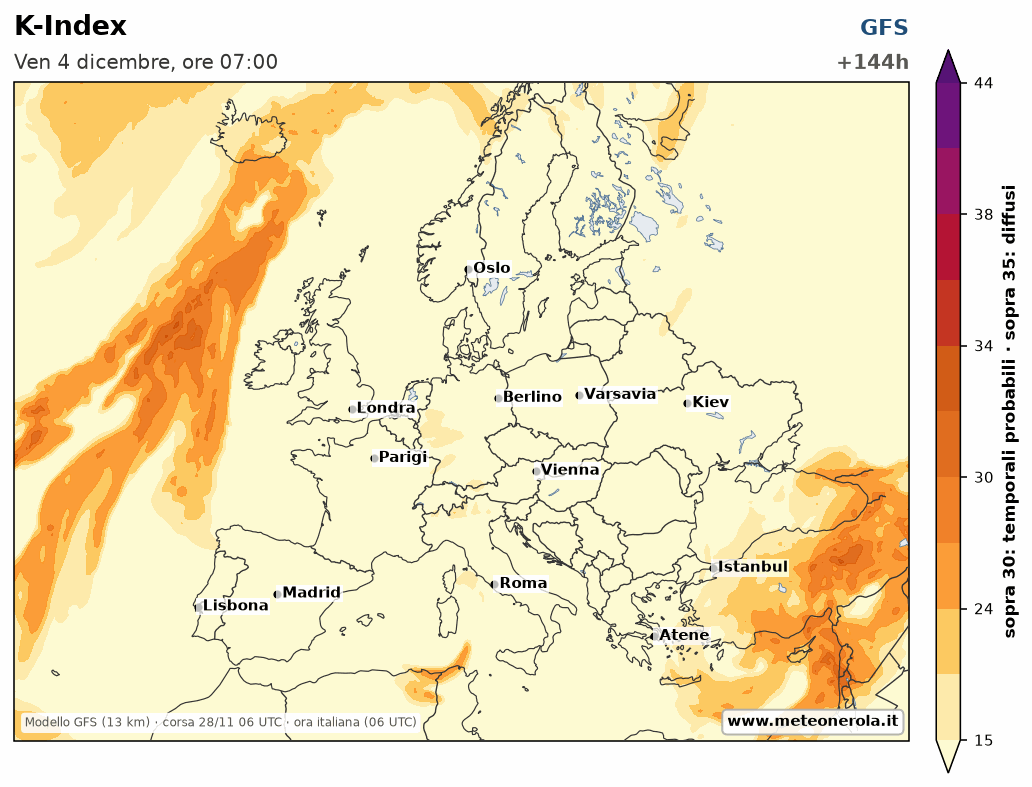 K-Index
GFS
Ven 4 dicembre, ore 07:00
+144h
44
38
34
30
24
15
sopra 30: temporali probabili · sopra 35: diffusi
Oslo
Berlino
Varsavia
Kiev
Londra
Parigi
Vienna
Istanbul
Roma
Madrid
Lisbona
Atene
Modello GFS (13 km) · corsa 28/11 06 UTC · ora italiana (06 UTC)
www.meteonerola.it